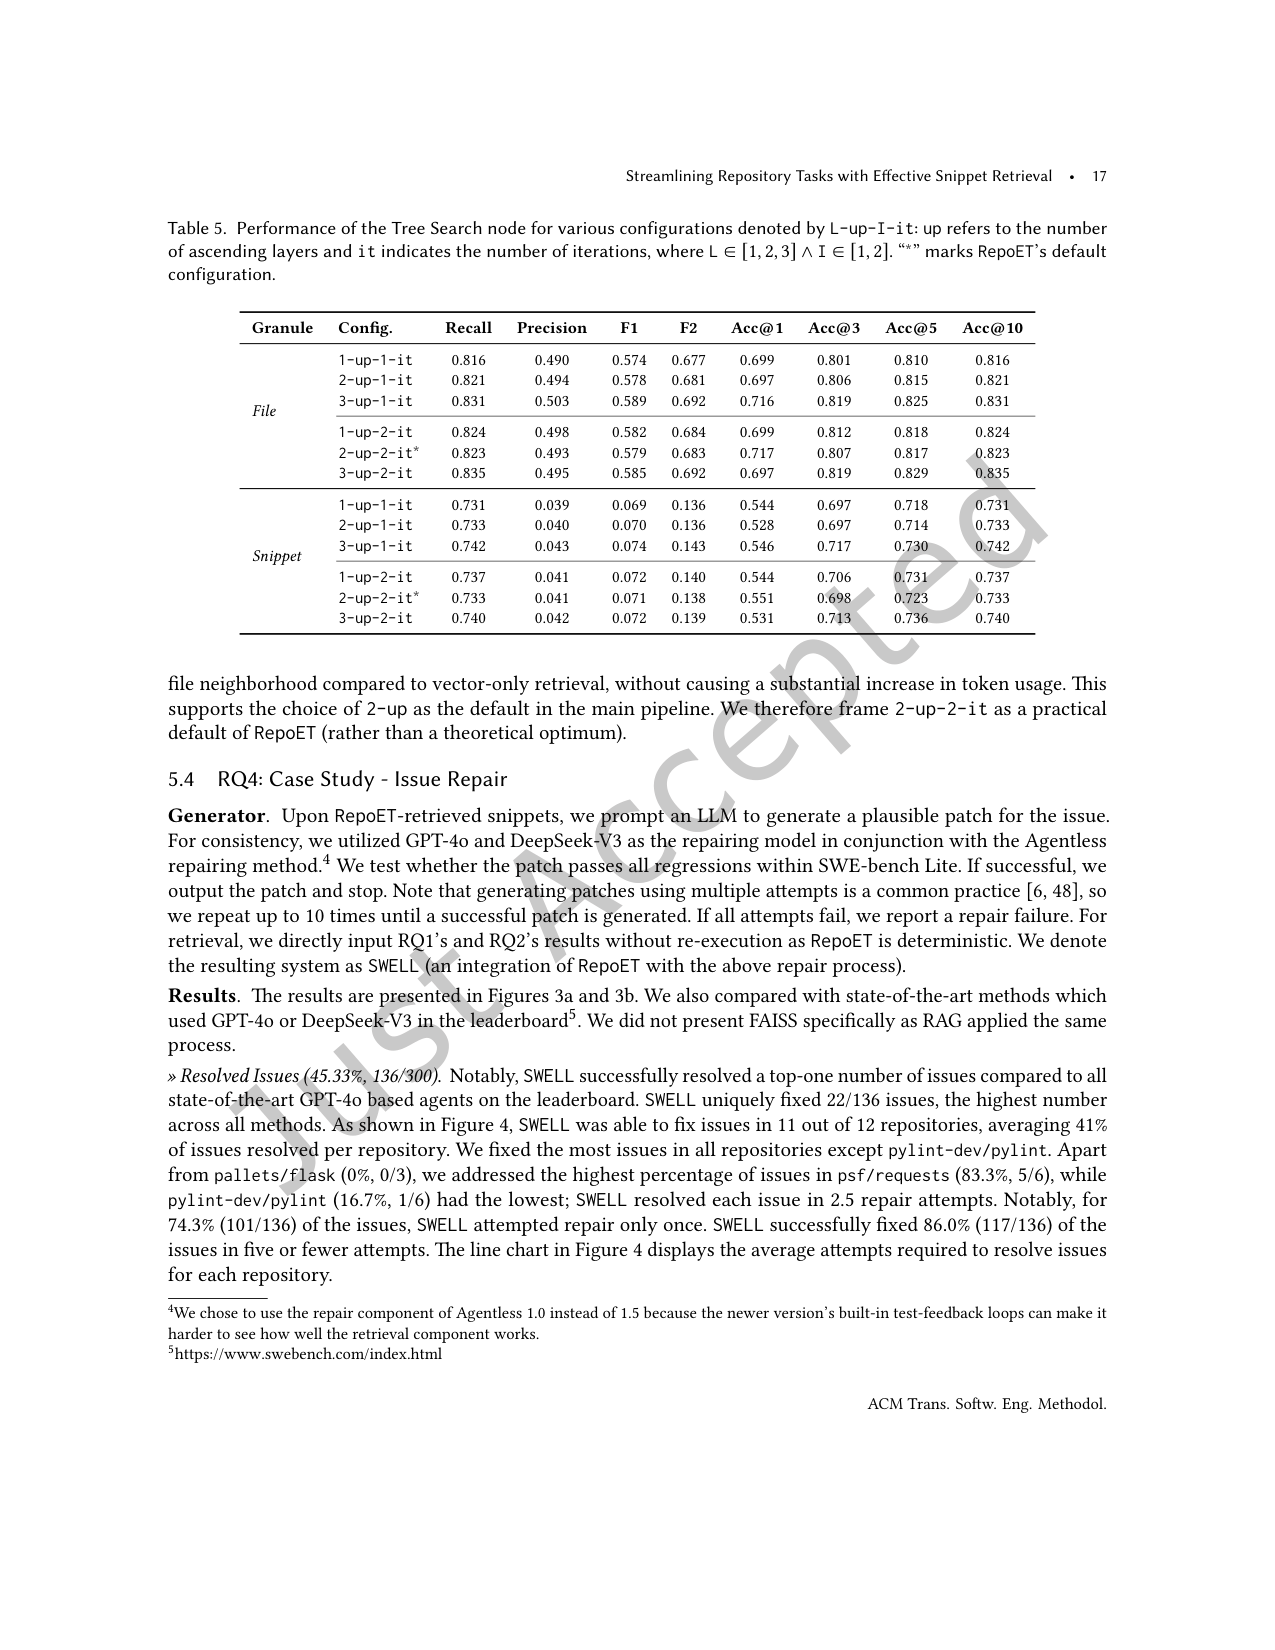 Streamlining Repository Tasks with Effective Snippet Retrieval • 17
Table 5. Performance of the Tree Search node for various configurations denoted by L-up-I-it: up refers to the number
of ascending layers and it indicates the number of iterations, where L ∈ [1, 2, 3] ∧ I ∈ [1, 2]. “*” marks RepoET’s default
configuration.
Granule Config. Recall Precision F1 F2 Acc@1 Acc@3 Acc@5 Acc@10
File
1-up-1-it 0.816 0.490 0.574 0.677 0.699 0.801 0.810 0.816
2-up-1-it 0.821 0.494 0.578 0.681 0.697 0.806 0.815 0.821
3-up-1-it 0.831 0.503 0.589 0.692 0.716 0.819 0.825 0.831
1-up-2-it 0.824 0.498 0.582 0.684 0.699 0.812 0.818 0.824
2-up-2-it* 0.823 0.493 0.579 0.683 0.717 0.807 0.817 0.823
3-up-2-it 0.835 0.495 0.585 0.692 0.697 0.819 0.829 0.835
Snippet
1-up-1-it 0.731 0.039 0.069 0.136 0.544 0.697 0.718 0.731
2-up-1-it 0.733 0.040 0.070 0.136 0.528 0.697 0.714 0.733
3-up-1-it 0.742 0.043 0.074 0.143 0.546 0.717 0.730 0.742
1-up-2-it 0.737 0.041 0.072 0.140 0.544 0.706 0.731 0.737
2-up-2-it* 0.733 0.041 0.071 0.138 0.551 0.698 0.723 0.733
3-up-2-it 0.740 0.042 0.072 0.139 0.531 0.713 0.736 0.740
file neighborhood compared to vector-only retrieval, without causing a substantial increase in token usage. This
supports the choice of 2-up as the default in the main pipeline. We therefore frame 2-up-2-it as a practical
default of RepoET (rather than a theoretical optimum).
5.4 RQ4: Case Study - Issue Repair
Generator. Upon RepoET-retrieved snippets, we prompt an LLM to generate a plausible patch for the issue.
For consistency, we utilized GPT-4o and DeepSeek-V3 as the repairing model in conjunction with the Agentless
repairing method.4 We test whether the patch passes all regressions within SWE-bench Lite. If successful, we
output the patch and stop. Note that generating patches using multiple attempts is a common practice [6, 48], so
we repeat up to 10 times until a successful patch is generated. If all attempts fail, we report a repair failure. For
retrieval, we directly input RQ1’s and RQ2’s results without re-execution as RepoET is deterministic. We denote
the resulting system as SWELL (an integration of RepoET with the above repair process).
Results. The results are presented in Figures 3a and 3b. We also compared with state-of-the-art methods which
used GPT-4o or DeepSeek-V3 in the leaderboard5. We did not present FAISS specifically as RAG applied the same
process.
» Resolved Issues (45.33%, 136/300). Notably, SWELL successfully resolved a top-one number of issues compared to all
state-of-the-art GPT-4o based agents on the leaderboard. SWELL uniquely fixed 22/136 issues, the highest number
across all methods. As shown in Figure 4, SWELL was able to fix issues in 11 out of 12 repositories, averaging 41%
of issues resolved per repository. We fixed the most issues in all repositories except pylint-dev/pylint. Apart
from pallets/flask (0%, 0/3), we addressed the highest percentage of issues in psf/requests (83.3%, 5/6), while
pylint-dev/pylint (16.7%, 1/6) had the lowest; SWELL resolved each issue in 2.5 repair attempts. Notably, for
74.3% (101/136) of the issues, SWELL attempted repair only once. SWELL successfully fixed 86.0% (117/136) of the
issues in five or fewer attempts. The line chart in Figure 4 displays the average attempts required to resolve issues
for each repository.
4We chose to use the repair component of Agentless 1.0 instead of 1.5 because the newer version’s built-in test-feedback loops can make it
harder to see how well the retrieval component works.
5https://www.swebench.com/index.html
ACM Trans. Softw. Eng. Methodol.
Just Accepted